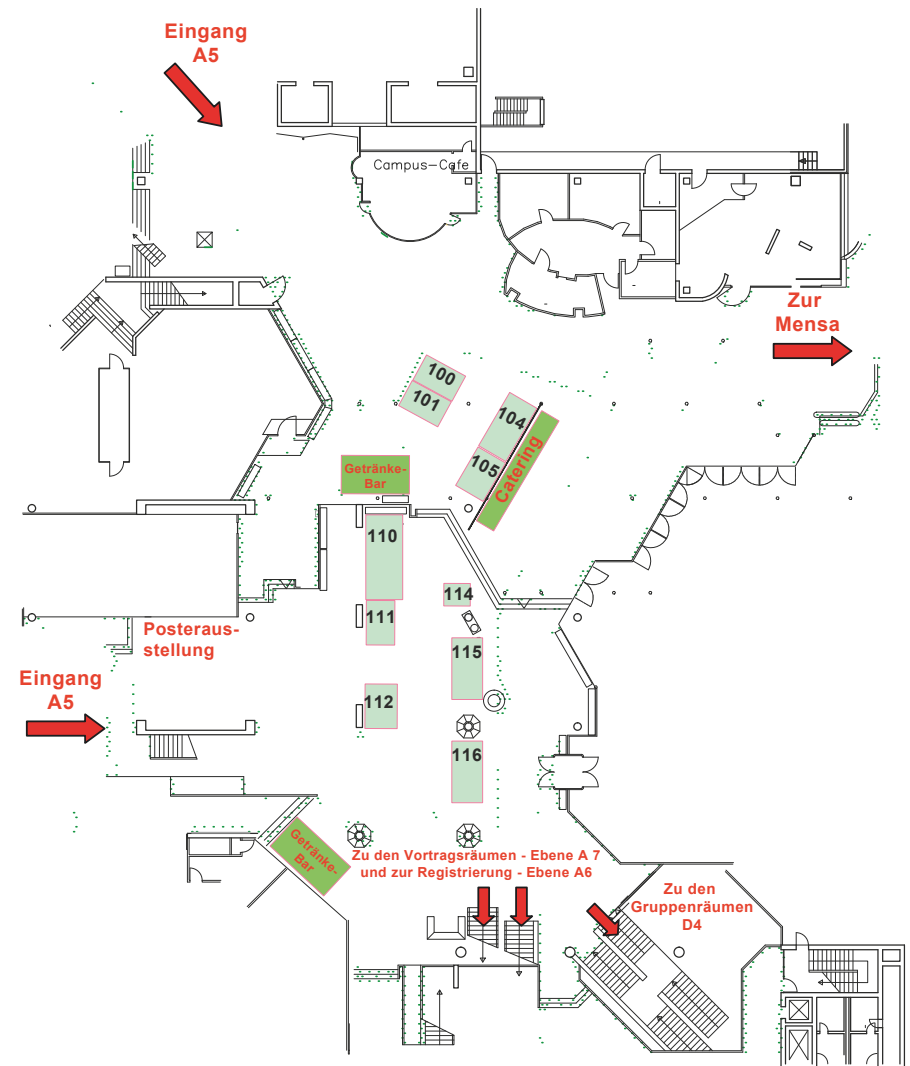 Eingang
A5
Campus-Cafe
Zur
Mensa
100
101
104
105
Catering
Getränke-
Bar
110
114
111
Posteraus-
stellung
115
Eingang
A5
112
116
Getränke-
Bar
Zu den Vortragsräumen - Ebene A 7
und zur Registrierung - Ebene A6
Zu den
Gruppenräumen
D4